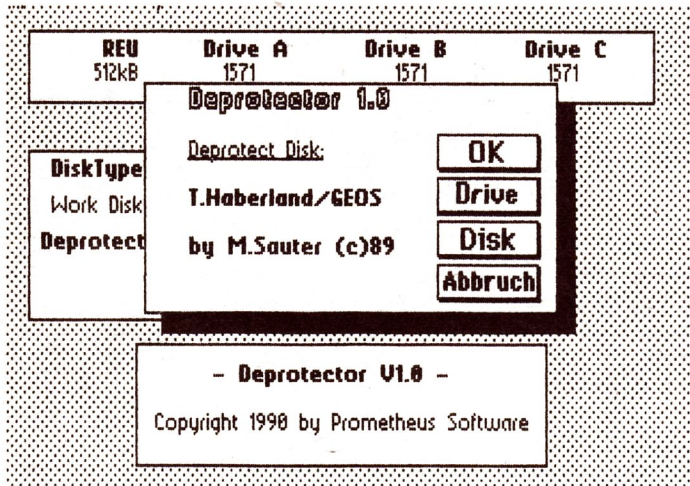 REU Drive A Drive B Drive C
512kB 1571 1571 1571
Deprotector 1.0
Deprotect Disk:
OK
DiskType
T.Haberland/GEOS
Drive
Work Disk
Deprotect
by M.Sauter (c)89
Disk
Abbruch
- Deprotector V1.0 -
Copyright 1990 by Prometheus Software